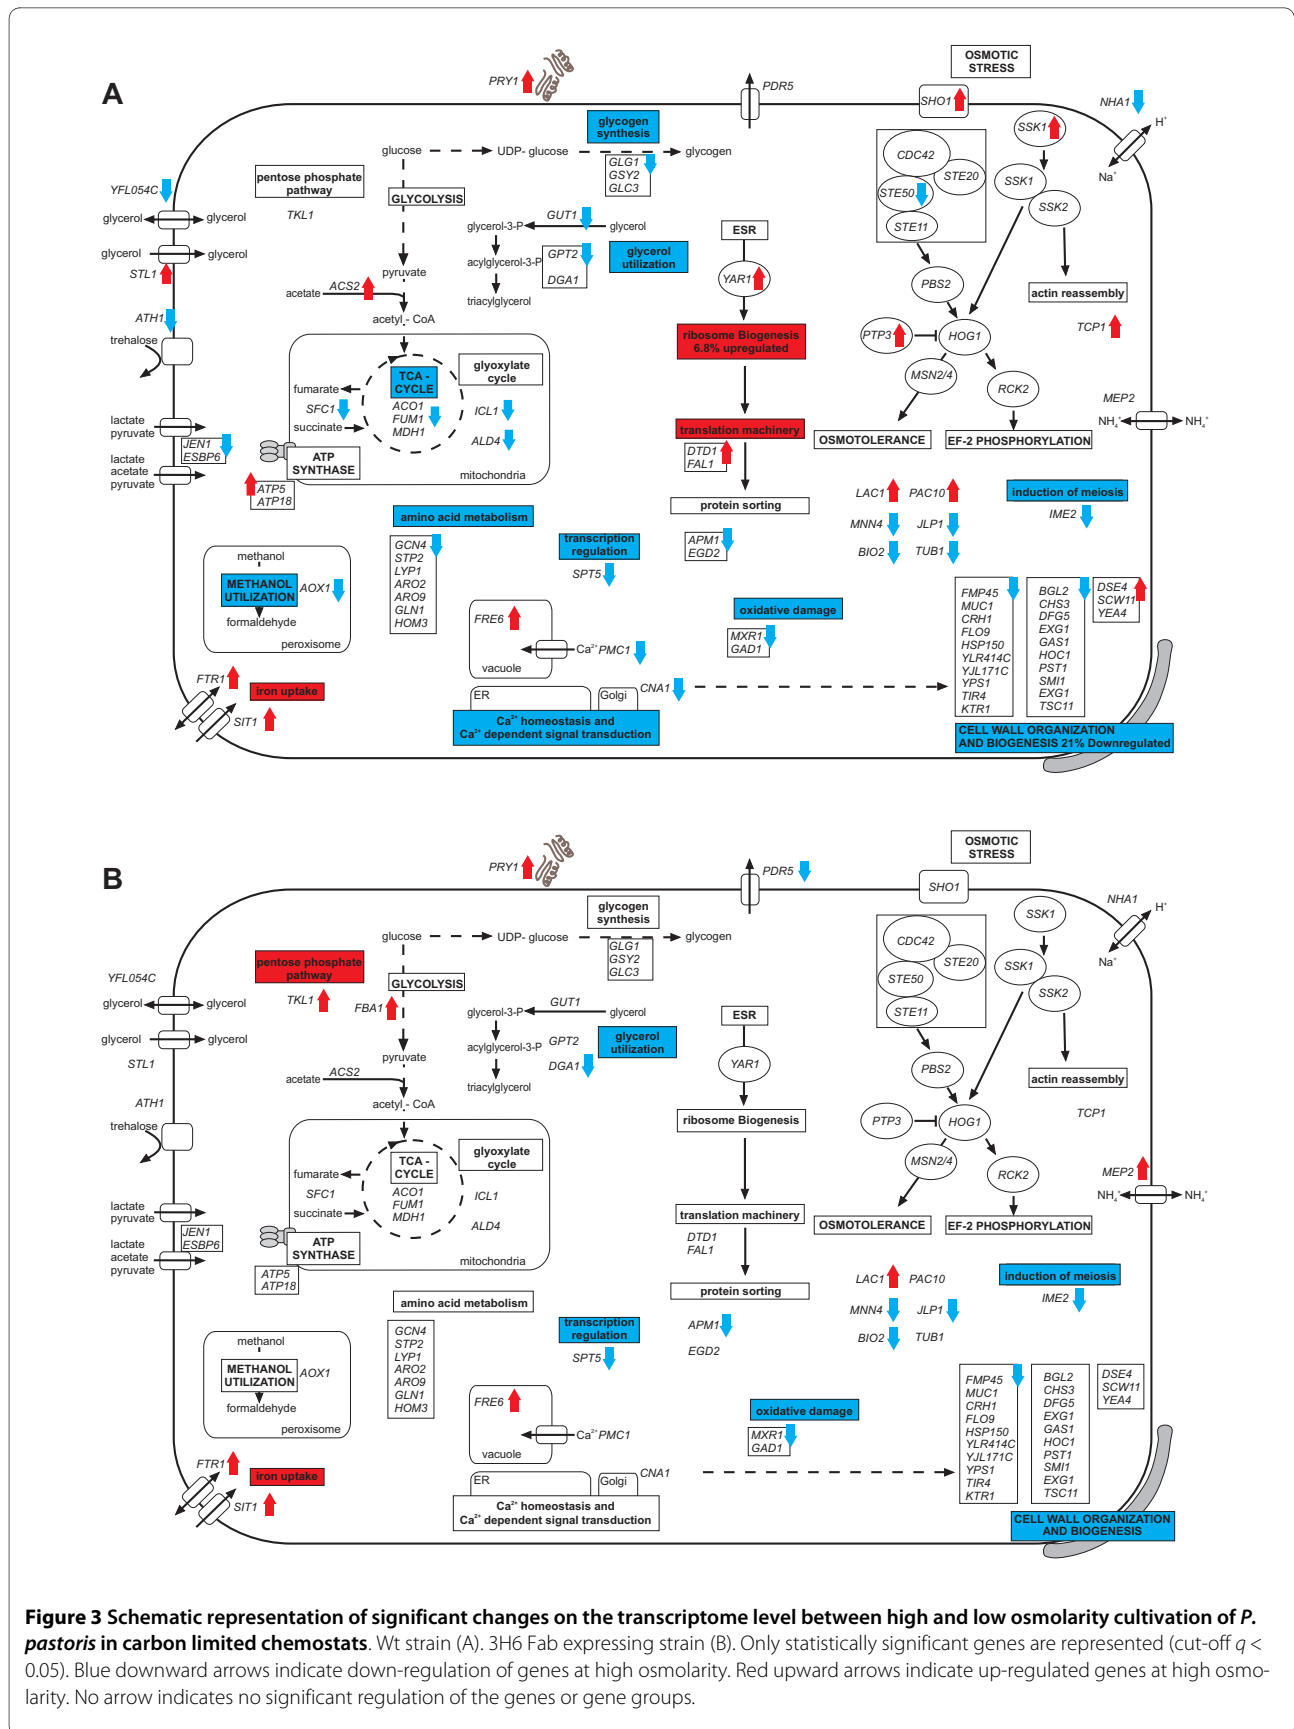 A
PRY1
PDR5
OSMOTIC
STRESS
SHO1
NHA1
H+
Na+
SSK1
glycogen
synthesis
glucose
UDP- glucose
glycogen
GLG1
GSY2
GLC3
CDC42
STE20
STE50
STE11
SSK1
SSK2
YFL054C
glycerol
glycerol
pentose phosphate
pathway
TKL1
GLYCOLYSIS
glycerol-3-P
GUT1
glycerol
glycerol
glycerol
STL1
acylglycerol-3-P
GPT2
DGA1
glycerol
utilization
triacylglycerol
ESR
YAR1
PBS2
actin reassembly
pyruvate
acetate
ACS2
acetyl - CoA
ATH1
trehalose
ribosome Biogenesis
6.8% upregulated
PTP3
HOG1
TCP1
MSN2/4
RCK2
glyoxylate
cycle
TCA -
CYCLE
fumarate
SFC1
succinate
ACO1
FUM1
MDH1
ICL1
ALD4
MEP2
NH4+
NH4+
lactate
pyruvate
JEN1
ESBP6
lactate
acetate
pyruvate
ATP
SYNTHASE
mitochondria
ATP5
ATP18
translation machinery
DTD1
FAL1
OSMOTOLERANCE
EF-2 PHOSPHORYLATION
protein sorting
APM1
EGD2
LAC1
PAC10
MNN4
JLP1
BIO2
TUB1
induction of meiosis
IME2
amino acid metabolism
GCN4
STP2
LYP1
ARO2
ARO9
GLN1
HOM3
transcription
regulation
SPT5
methanol
METHANOL
UTILIZATION
AOX1
formaldehyde
peroxisome
oxidative damage
MXR1
GAD1
FMP45
MUC1
CRH1
FLO9
HSP150
YLR414C
YJL171C
YPS1
TIR4
KTR1
BGL2
CHS3
DFG5
EXG1
GAS1
HOC1
PST1
SMI1
EXG1
TSC11
DSE4
SCW11
YEA4
FRE6
Ca2+ PMC1
vacuole
FTR1
iron uptake
SIT1
ER
Golgi
CNA1
Ca2+ homeostasis and
Ca2+ dependent signal transduction
CELL WALL ORGANIZATION
AND BIOGENESIS 21% Downregulated
B
PRY1
PDR5
OSMOTIC
STRESS
SHO1
NHA1
H+
Na+
SSK1
glycogen
synthesis
glucose
UDP- glucose
glycogen
GLG1
GSY2
GLC3
CDC42
STE20
STE50
STE11
SSK1
SSK2
YFL054C
glycerol
glycerol
pentose phosphate
pathway
TKL1
FBA1
GLYCOLYSIS
glycerol-3-P
GUT1
glycerol
glycerol
glycerol
STL1
acylglycerol-3-P
GPT2
DGA1
glycerol
utilization
triacylglycerol
ESR
YAR1
PBS2
actin reassembly
pyruvate
acetate
ACS2
acetyl - CoA
ATH1
trehalose
ribosome Biogenesis
PTP3
HOG1
TCP1
MSN2/4
RCK2
glyoxylate
cycle
TCA -
CYCLE
fumarate
SFC1
succinate
ACO1
FUM1
MDH1
ICL1
ALD4
MEP2
NH4+
NH4+
lactate
pyruvate
JEN1
ESBP6
lactate
acetate
pyruvate
ATP
SYNTHASE
mitochondria
ATP5
ATP18
translation machinery
DTD1
FAL1
OSMOTOLERANCE
EF-2 PHOSPHORYLATION
protein sorting
APM1
EGD2
LAC1
PAC10
MNN4
JLP1
BIO2
TUB1
induction of meiosis
IME2
amino acid metabolism
GCN4
STP2
LYP1
ARO2
ARO9
GLN1
HOM3
transcription
regulation
SPT5
methanol
METHANOL
UTILIZATION
AOX1
formaldehyde
peroxisome
oxidative damage
MXR1
GAD1
FMP45
MUC1
CRH1
FLO9
HSP150
YLR414C
YJL171C
YPS1
TIR4
KTR1
BGL2
CHS3
DFG5
EXG1
GAS1
HOC1
PST1
SMI1
EXG1
TSC11
DSE4
SCW11
YEA4
FRE6
Ca2+ PMC1
vacuole
FTR1
iron uptake
SIT1
ER
Golgi
CNA1
Ca2+ homeostasis and
Ca2+ dependent signal transduction
CELL WALL ORGANIZATION
AND BIOGENESIS
Figure 3 Schematic representation of significant changes on the transcriptome level between high and low osmolarity cultivation of P.
pastoris in carbon limited chemostats. Wt strain (A). 3H6 Fab expressing strain (B). Only statistically significant genes are represented (cut-off q <
0.05). Blue downward arrows indicate down-regulation of genes at high osmolarity. Red upward arrows indicate up-regulated genes at high osmo-
larity. No arrow indicates no significant regulation of the genes or gene groups.